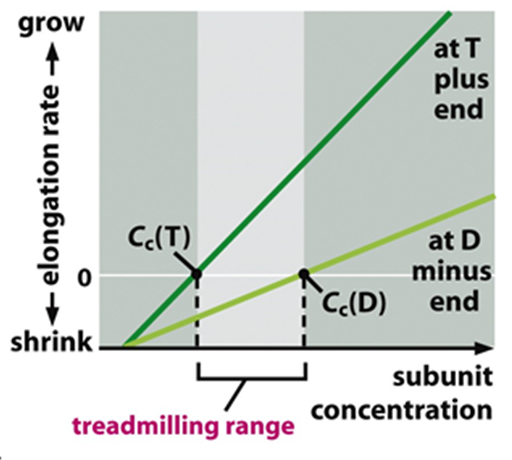 grow
elongation rate
0
shrink
at T
plus
end
Cc(T)
at D
minus
end
Cc(D)
subunit
concentration
treadmilling range